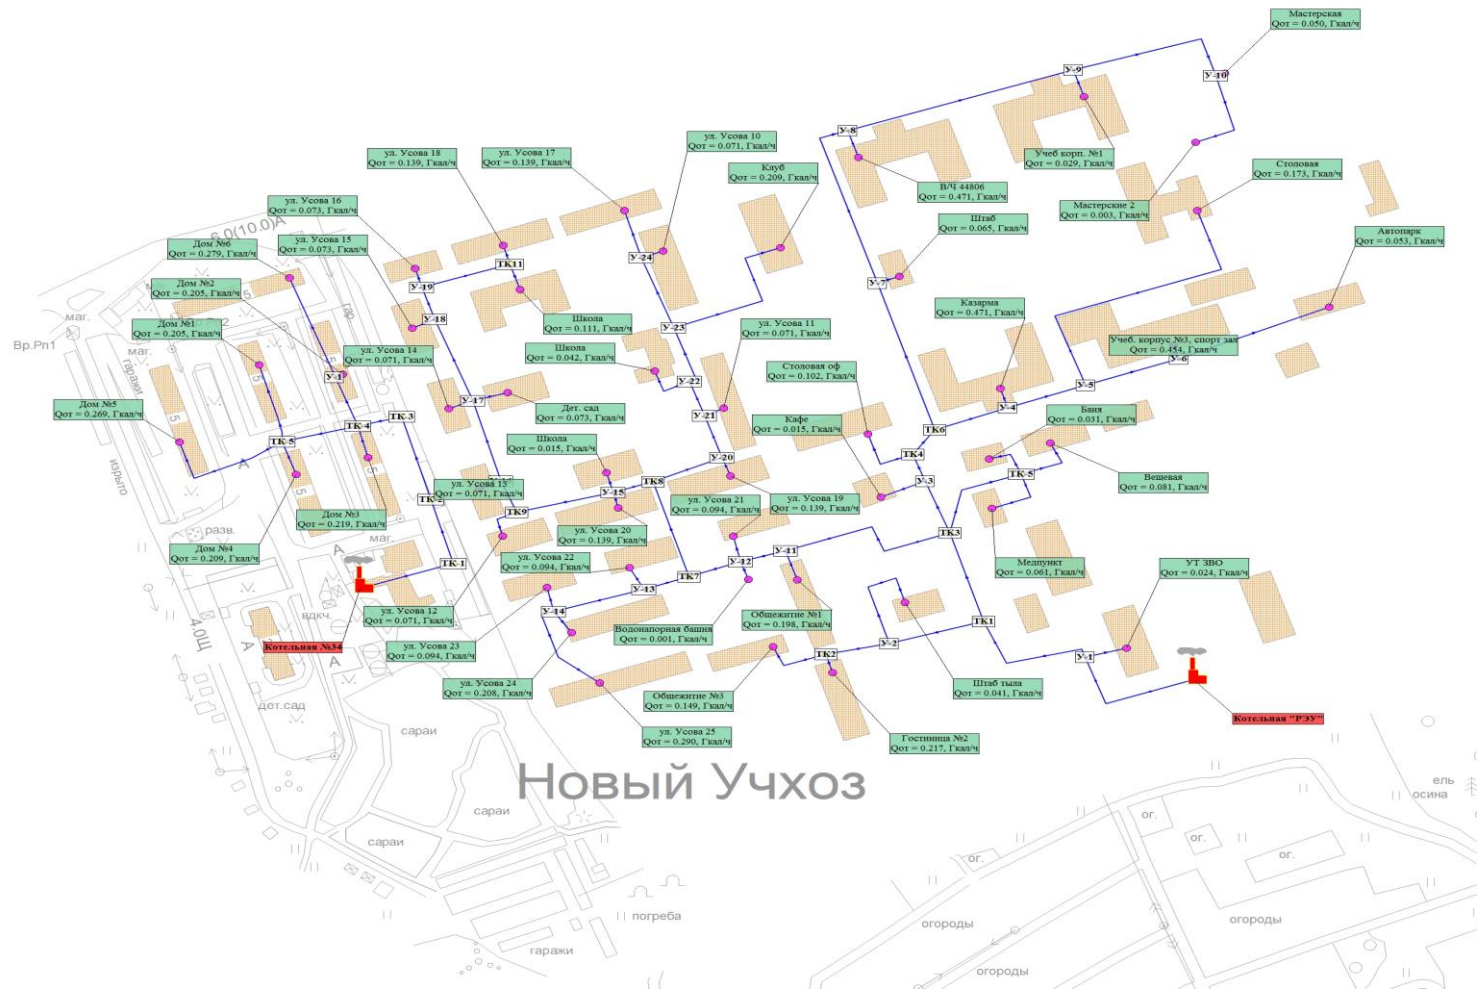 Мастерская
Qот = 0.050, Гкал/ч
У-9
У-10
ул. Усова 10
Qот = 0.071, Гкал/ч
ул. Усова 18
Qот = 0.139, Гкал/ч
ул. Усова 17
Qот = 0.139, Гкал/ч
У-8
Учеб корп. №1
Qот = 0.029, Гкал/ч
Столовая
Qот = 0.173, Гкал/ч
Клуб
Qот = 0.209, Гкал/ч
В/Ч 44806
Qот = 0.471, Гкал/ч
ул. Усова 16
Qот = 0.073, Гкал/ч
Мастерские 2
Qот = 0.003, Гкал/ч
Штаб
Qот = 0.065, Гкал/ч
6.0(10.0)А
Автопарк
Qот = 0.053, Гкал/ч
ул. Усова 15
Qот = 0.073, Гкал/ч
Дом №6
Qот = 0.279, Гкал/ч
У-24
ТК11
У-7
У-19
маг.
Дом №2
Qот = 0.205, Гкал/ч
гар.
Казарма
Qот = 0.471, Гкал/ч
маг.
У-18
Школа
Qот = 0.111, Гкал/ч
У-23
ул. Усова 11
Qот = 0.071, Гкал/ч
Дом №1
Qот = 0.205, Гкал/ч
Вр.Рп1
маг.
ул. Усова 14
Qот = 0.071, Гкал/ч
Школа
Qот = 0.042, Гкал/ч
Учеб. корпус №3, спорт зал
Qот = 0.454, Гкал/ч
У-6
Столовая оф
Qот = 0.102, Гкал/ч
гаражи
У-1
У-22
У-5
У-17
Дом №5
Qот = 0.269, Гкал/ч
Дет. сад
Qот = 0.073, Гкал/ч
У-21
У-4
Кафе
Qот = 0.015, Гкал/ч
Баня
Qот = 0.031, Гкал/ч
ТК-3
ТК-4
ТК6
ТК-5
Школа
Qот = 0.015, Гкал/ч
У-20
ТК4
изрыто
ТК-5
Вещевая
Qот = 0.081, Гкал/ч
ул. Усова 13
Qот = 0.071, Гкал/ч
ТК8
У-3
У-15
ТК-2
ул. Усова 21
Qот = 0.094, Гкал/ч
ул. Усова 19
Qот = 0.139, Гкал/ч
ТК9
Дом №3
Qот = 0.219, Гкал/ч
разв.
маг.
ул. Усова 20
Qот = 0.139, Гкал/ч
ТК3
Дом №4
Qот = 0.209, Гкал/ч
У-11
ул. Усова 22
Qот = 0.094, Гкал/ч
У-12
ТК-1
Медпункт
Qот = 0.061, Гкал/ч
УТ ЗВО
Qот = 0.024, Гкал/ч
ТК7
У-13
У-14
ул. Усова 12
Qот = 0.071, Гкал/ч
Общежитие №1
Qот = 0.198, Гкал/ч
ТК1
4.0Щ
вдкч.
Водонапорная башня
Qот = 0.001, Гкал/ч
Котельная №34
ул. Усова 23
Qот = 0.094, Гкал/ч
У-2
ТК2
У-1
ул. Усова 24
Qот = 0.208, Гкал/ч
Общежитие №3
Qот = 0.149, Гкал/ч
Штаб тыла
Qот = 0.041, Гкал/ч
дет.сад
Котельная "РЭУ"
сараи
ул. Усова 25
Qот = 0.290, Гкал/ч
Гостиница №2
Qот = 0.217, Гкал/ч
Новый Учхоз
ель
осина
сараи
ог.
сараи
ог.
ог.
ог.
погреба
огороды
огороды
гаражи
огороды